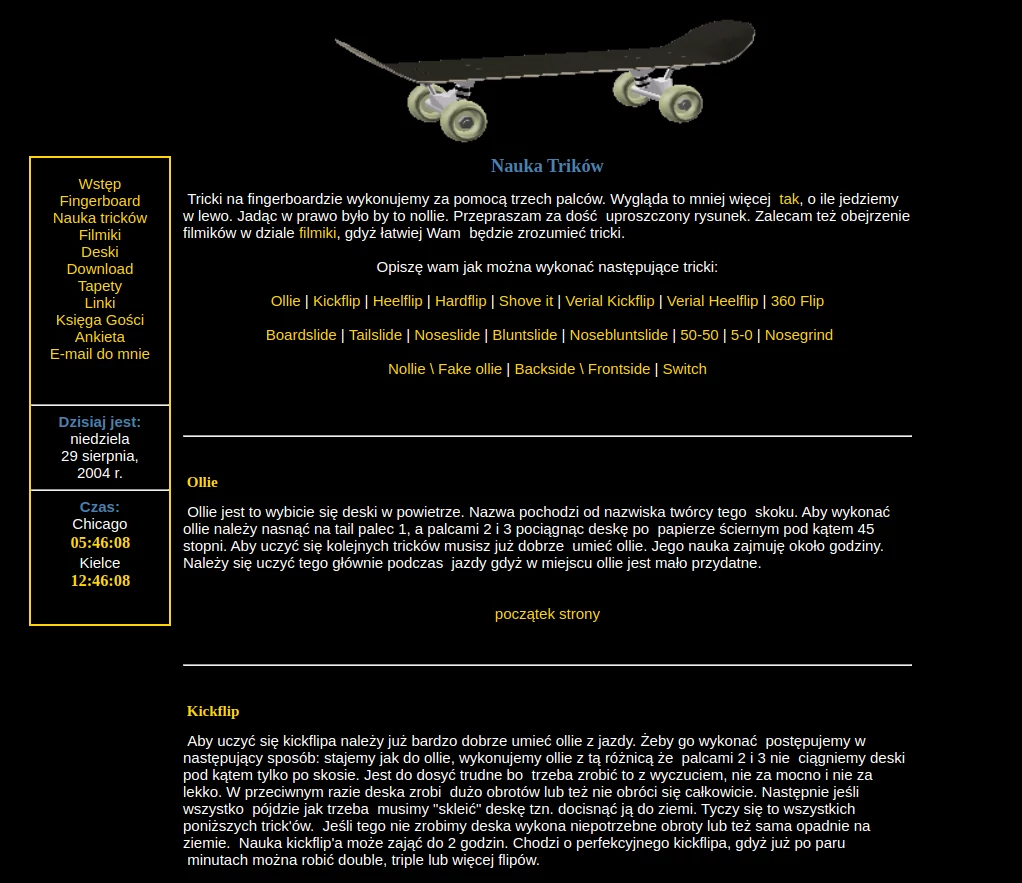 Wstęp
Fingerboard
Nauka tricków
Filmiki
Deski
Download
Tapety
Linki
Księga Gości
Ankieta
E-mail do mnie
Dzisiaj jest:
niedziela
29 sierpnia,
2004 r.
Czas:
Chicago
05:46:08
Kielce
12:46:08
Nauka Trików
Tricki na fingerboardzie wykonujemy za pomocą trzech palców. Wygląda to mniej więcej tak, o ile jedziemy
w lewo. Jadąc w prawo było by to nollie. Przepraszam za dość uproszczony rysunek. Zalecam też obejrzenie
filmików w dziale filmiki, gdyż łatwiej Wam będzie zrozumieć tricki.
Opiszę wam jak można wykonać następujące tricki:
Ollie | Kickflip | Heelflip | Hardflip | Shove it | Verial Kickflip | Verial Heelflip | 360 Flip
Boardslide | Tailslide | Noseslide | Bluntslide | Nosebluntslide | 50-50 | 5-0 | Nosegrind
Nollie \ Fake ollie | Backside \ Frontside | Switch
Ollie
Ollie jest to wybicie się deski w powietrze. Nazwa pochodzi od nazwiska twórcy tego skoku. Aby wykonać
ollie należy nasnąć na tail palec 1, a palcami 2 i 3 pociągnąc deskę po papierze ściernym pod kątem 45
stopni. Aby uczyć się kolejnych tricków musisz już dobrze umieć ollie. Jego nauka zajmuję około godziny.
Należy się uczyć tego głównie podczas jazdy gdyż w miejscu ollie jest mało przydatne.
początek strony
Kickflip
Aby uczyć się kickflipa należy już bardzo dobrze umieć ollie z jazdy. Żeby go wykonać postępujemy w
następujący sposób: stajemy jak do ollie, wykonujemy ollie z tą różnicą że palcami 2 i 3 nie ciągniemy deski
pod kątem tylko po skosie. Jest do dosyć trudne bo trzeba zrobić to z wyczuciem, nie za mocno i nie za
lekko. W przeciwnym razie deska zrobi dużo obrotów lub też nie obróci się całkowicie. Następnie jeśli
wszystko pójdzie jak trzeba musimy "skleić" deskę tzn. docisnąć ją do ziemi. Tyczy się to wszystkich
poniższych trick'ów. Jeśli tego nie zrobimy deska wykona niepotrzebne obroty lub też sama opadnie na
ziemie. Nauka kickflip'a może zająć do 2 godzin. Chodzi o perfekcyjnego kickflipa, gdyż już po paru
minutach można robić double, triple lub więcej flipów.